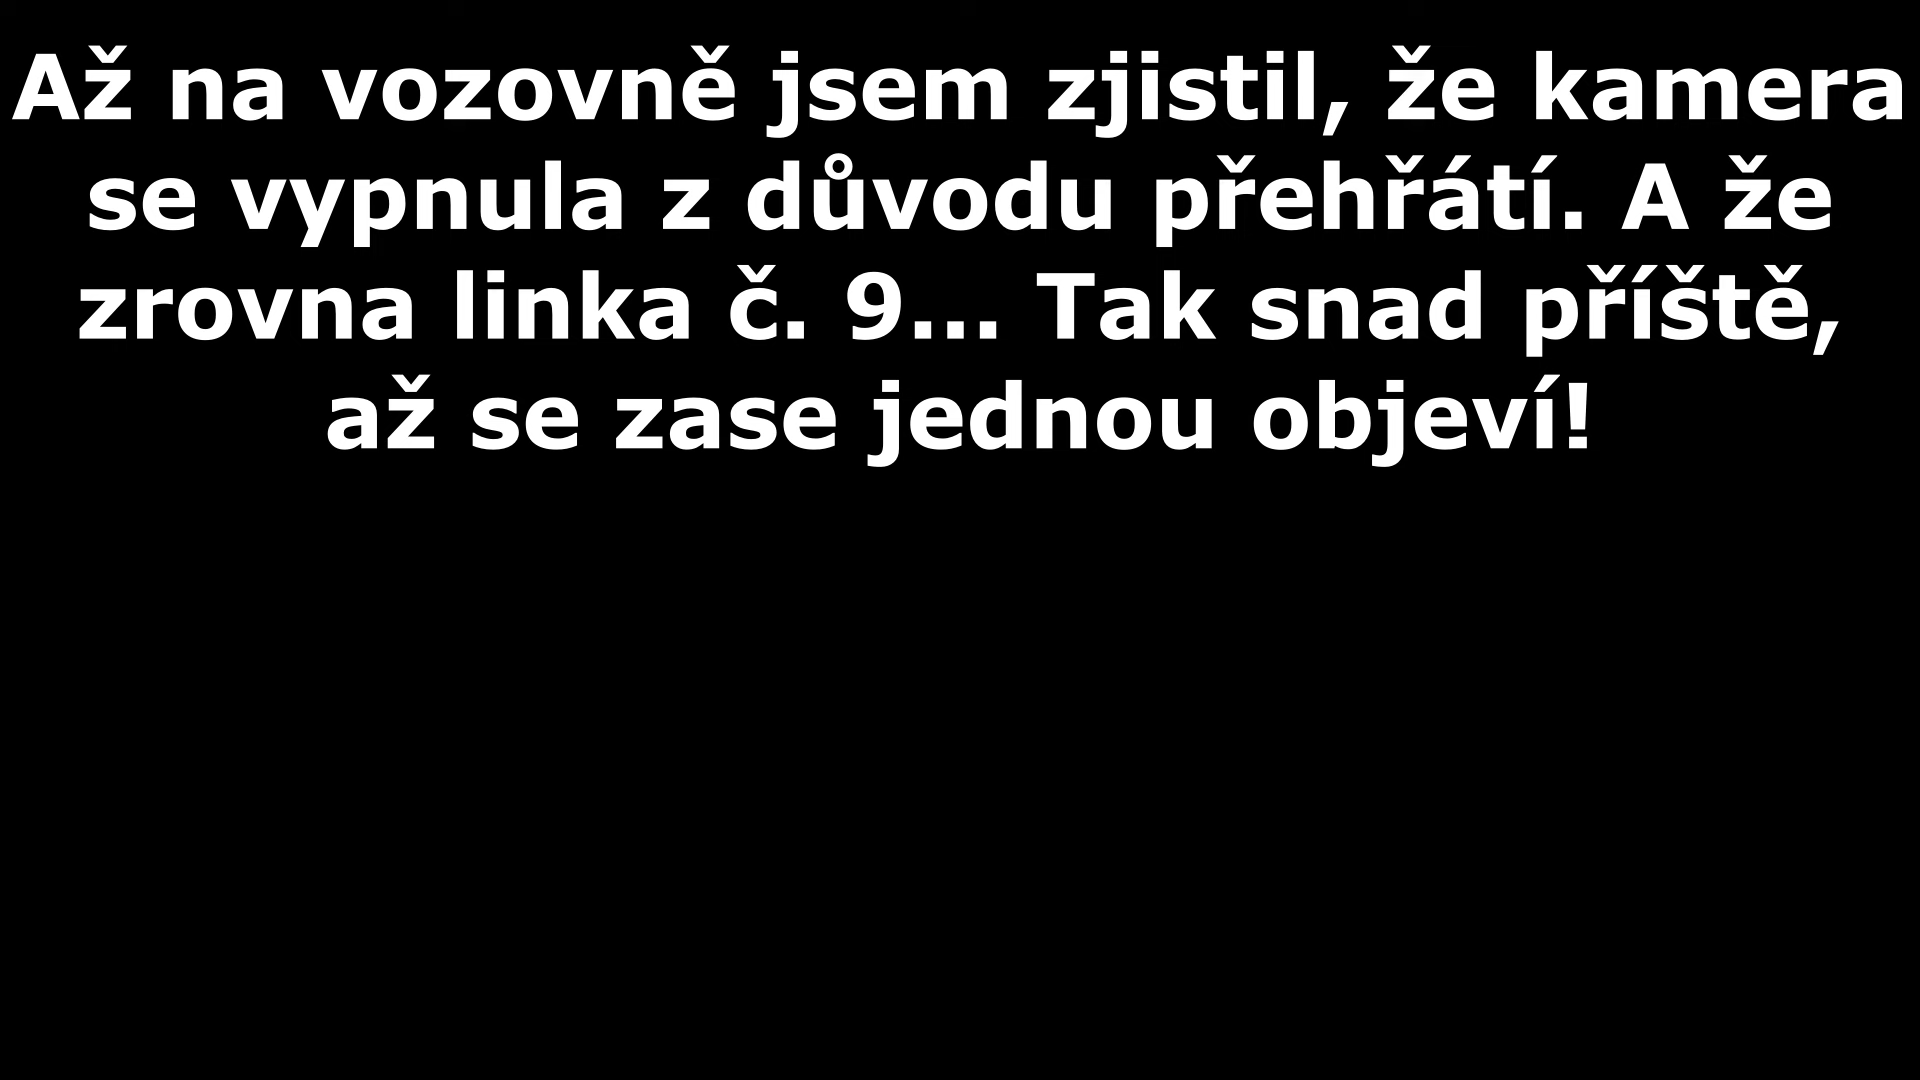 Až na vozovně jsem zjistil, že kamera
se vypnula z důvodu přehřátí. A že
zrovna linka č. 9... Tak snad příště,
až se zase jednou objeví!